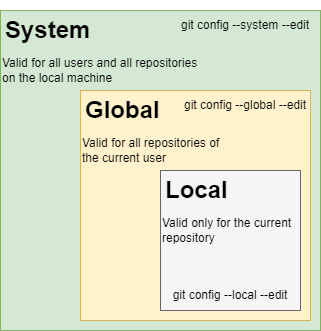 System
git config --system --edit
Valid for all users and all repositories
on the local machine
Global
git config --global --edit
Valid for all repositories of
the current user
Local
Valid only for the current
repository
git config --local --edit